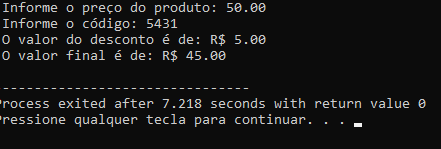 Informe o preço do produto: 50.00
Informe o código: 5431
O valor do desconto é de: R$ 5.00
O valor final é de: R$ 45.00
--------------------------------
Process exited after 7.218 seconds with return value 0
Pressione qualquer tecla para continuar. . .